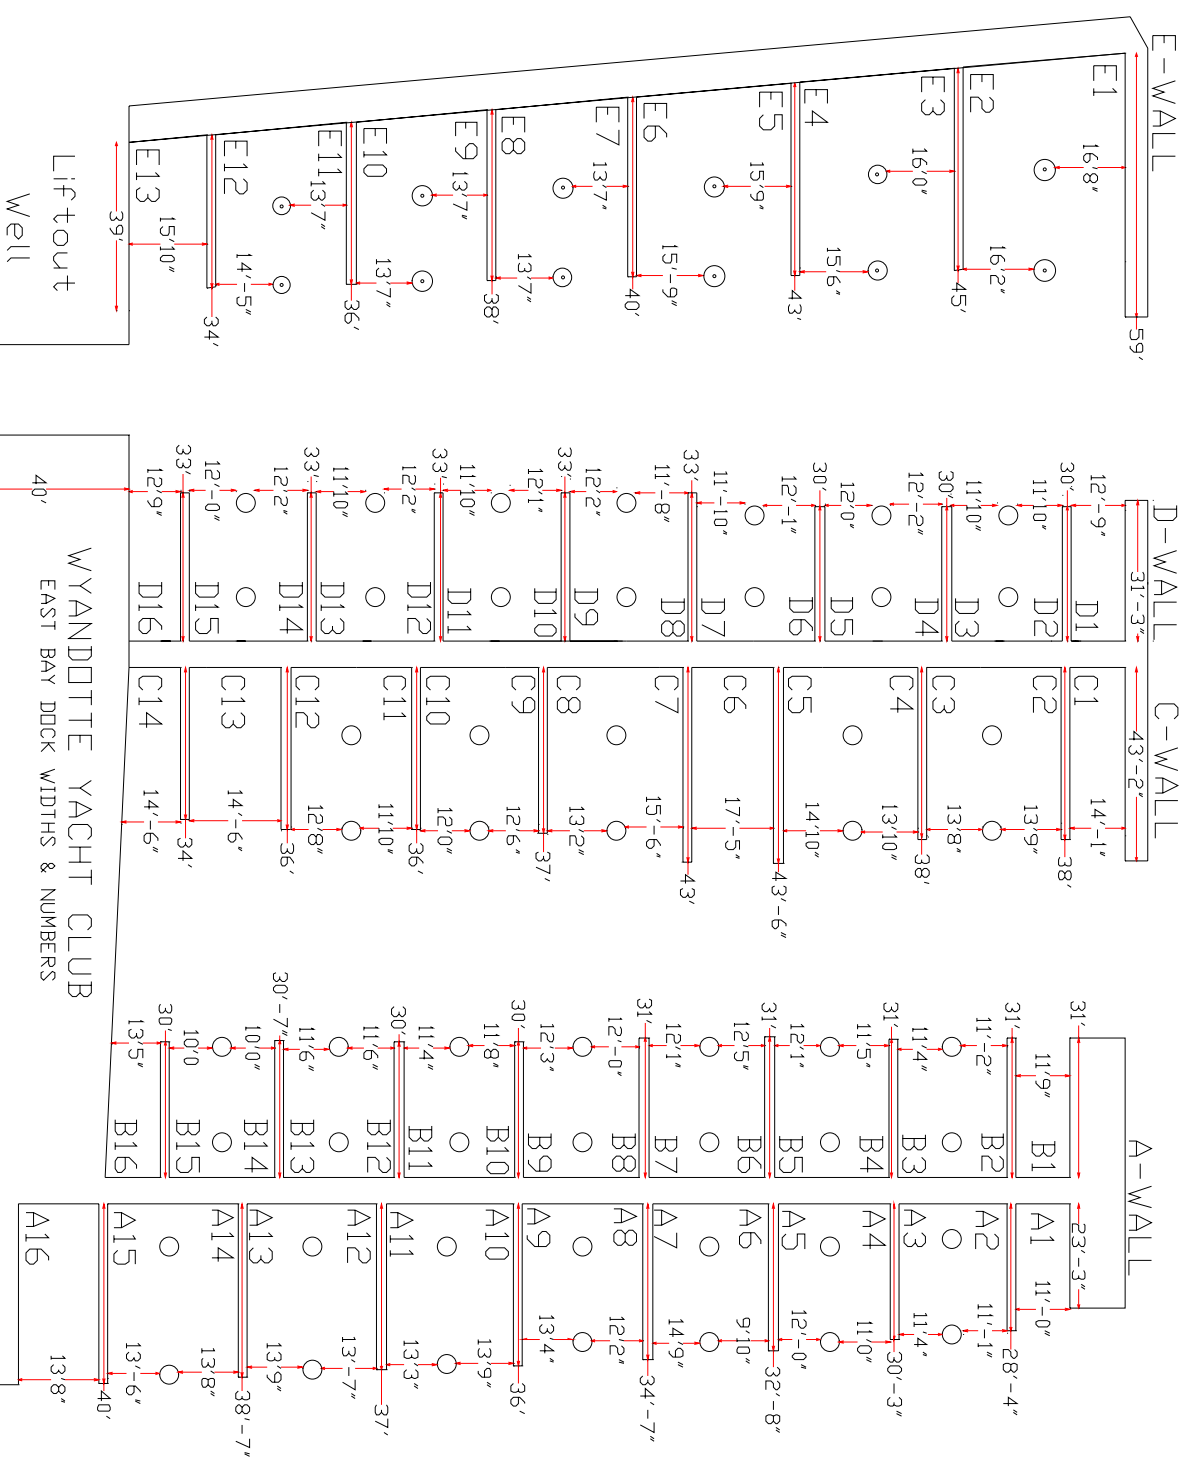 A-WALL
28'-4"
30'-3"
32'-8"
34'-7"
36'
37'
38'-7"
40'
23'-3"
11'-0"
11'-1"
11'4"
11'0"
12'-0"
9'10"
14'9"
12'2"
13'4"
13'9"
13'3"
13'-7"
13'9"
13'8"
13'-6"
13'8"
A1
A2
A3
A4
A5
A6
A7
A8
A9
A10
A11
A12
A13
A14
A15
A16
B1
B2
B3
B4
B5
B6
B7
B8
B9
B10
B11
B12
B13
B14
B15
B16
11'9"
11'-2"
11'4"
11'5"
12'1"
12'5"
12'1"
12'-0"
12'3"
11'8"
11'4"
11'6"
11'6"
10'0"
10'0
13'5"
31'
31'
31'
31'
31'
30'
30'
30'-7"
30'
C-WALL
43'-2"
38'
38'
43'-6"
43'
37'
36'
36'
34'
14'-1"
13'9"
13'8"
13'10"
14'10"
17'-5"
15'-6"
13'2"
12'6"
12'0"
11'10"
12'8"
14'-6"
14'-6"
C1
C2
C3
C4
C5
C6
C7
C8
C9
C10
C11
C12
C13
C14
D-WALL
31'-3"
D1
D2
D3
D4
D5
D6
D7
D8
D9
D10
D11
D12
D13
D14
D15
D16
12'-9"
11'10"
11'10"
12'-2"
12'0"
12'-1"
11'-10"
11'-8"
12'2"
12'1"
11'10"
12'2"
11'10"
12'2"
12'-0"
12'9"
30'
30'
30'
33'
33'
33'
33'
33'
WYANDOTTE YACHT CLUB
EAST BAY DOCK WIDTHS & NUMBERS
40'
E-WALL
59'
45'
43'
40'
38'
36'
34'
39'
16'2"
15'6"
15'-9"
13'7"
13'7"
14'-5"
16'8"
16'0"
15'9"
13'7"
13'7"
13'7"
15'10"
E1
E2
E3
E4
E5
E6
E7
E8
E9
E10
E11
E12
E13
Liftout
Well